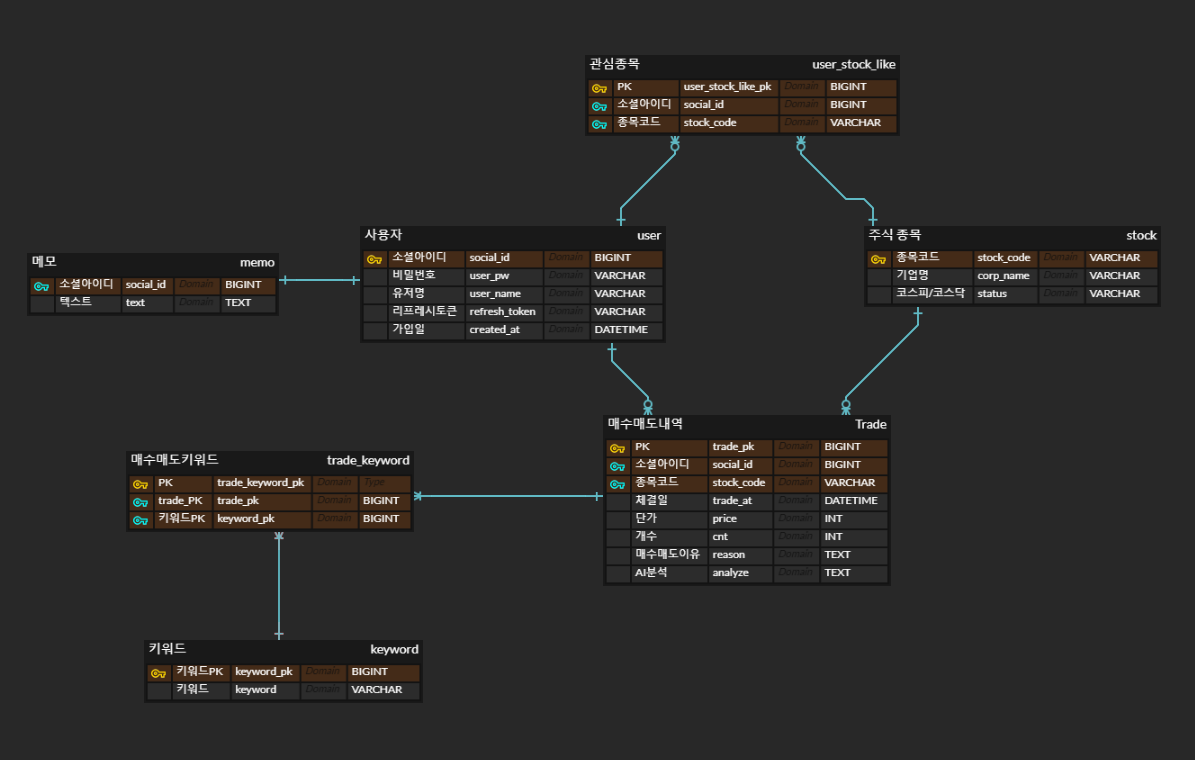 관심종목 user_stock_like
PK user_stock_like_pk Domain BIGINT
소셜아이디 social_id Domain BIGINT
종목코드 stock_code Domain VARCHAR
사용자 user
소셜아이디 social_id Domain BIGINT
비밀번호 user_pw Domain VARCHAR
유저명 user_name Domain VARCHAR
리프레시토큰 refresh_token Domain VARCHAR
가입일 created_at Domain DATETIME
주식 종목 stock
종목코드 stock_code Domain VARCHAR
기업명 corp_name Domain VARCHAR
코스피/코스닥 status Domain VARCHAR
메모 memo
소셜아이디 social_id Domain BIGINT
텍스트 text Domain TEXT
매수매도내역 Trade
PK trade_pk Domain BIGINT
소셜아이디 social_id Domain BIGINT
종목코드 stock_code Domain VARCHAR
체결일 trade_at Domain DATETIME
단가 price Domain INT
개수 cnt Domain INT
매수매도이유 reason Domain TEXT
AI분석 analyze Domain TEXT
매수매도키워드 trade_keyword
PK trade_keyword_pk Domain Type
trade_PK trade_pk Domain BIGINT
키워드PK keyword_pk Domain BIGINT
키워드 keyword
키워드PK keyword_pk Domain BIGINT
키워드 keyword Domain VARCHAR